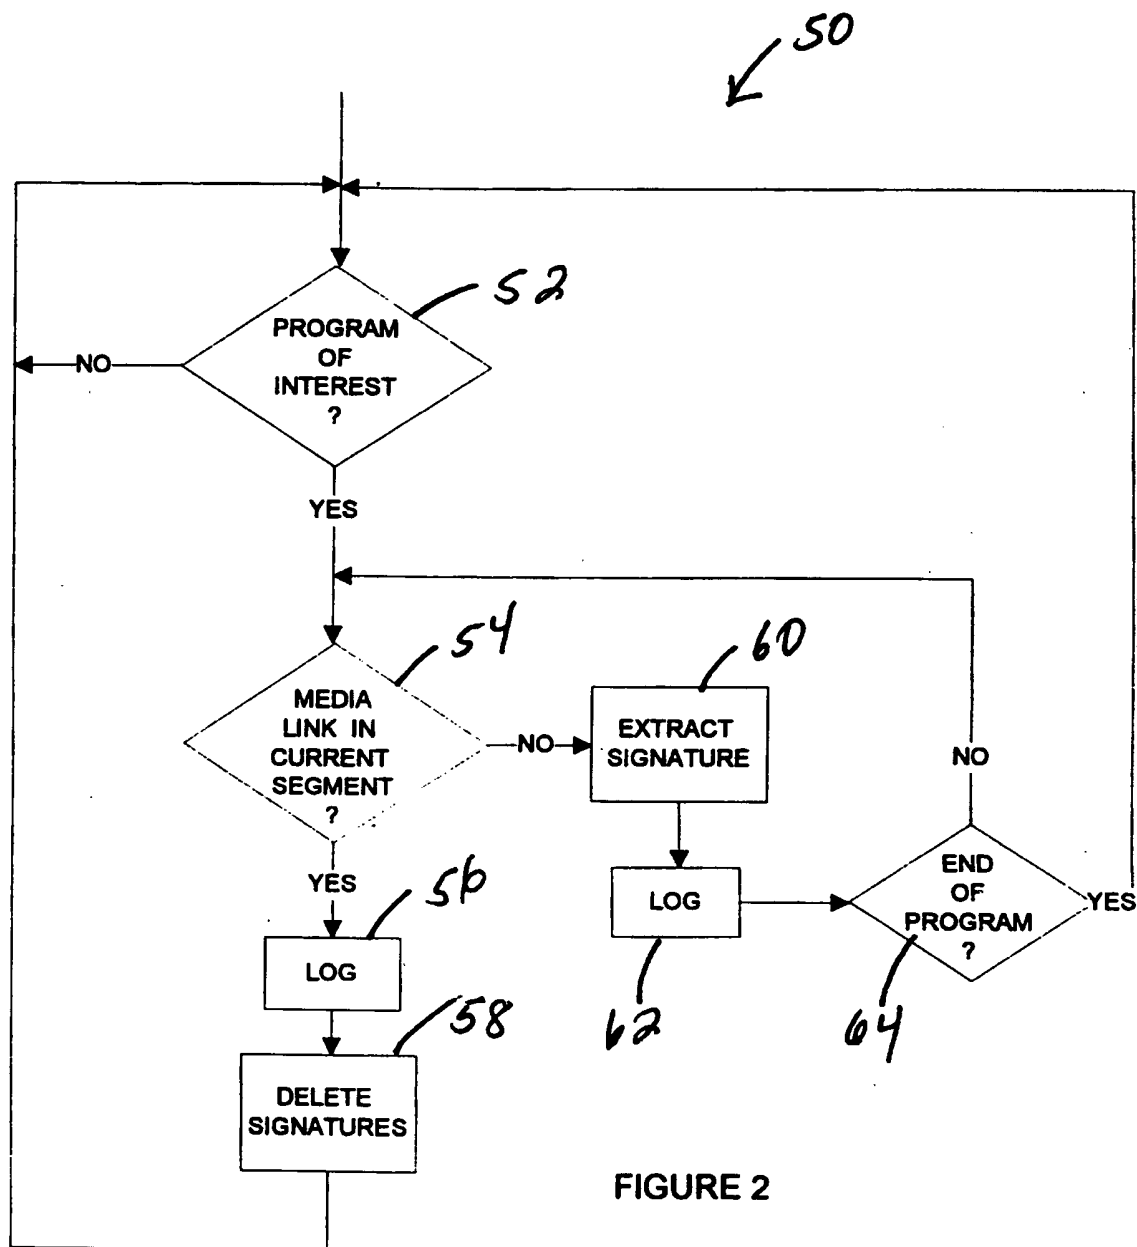 50
52
PROGRAM
OF
INTEREST
?
NO
YES
54
60
MEDIA
LINK IN
CURRENT
SEGMENT
?
NO
EXTRACT
SIGNATURE
NO
YES
56
LOG
LOG
END
OF
PROGRAM
?
YES
58
62
64
DELETE
SIGNATURES
FIGURE 2